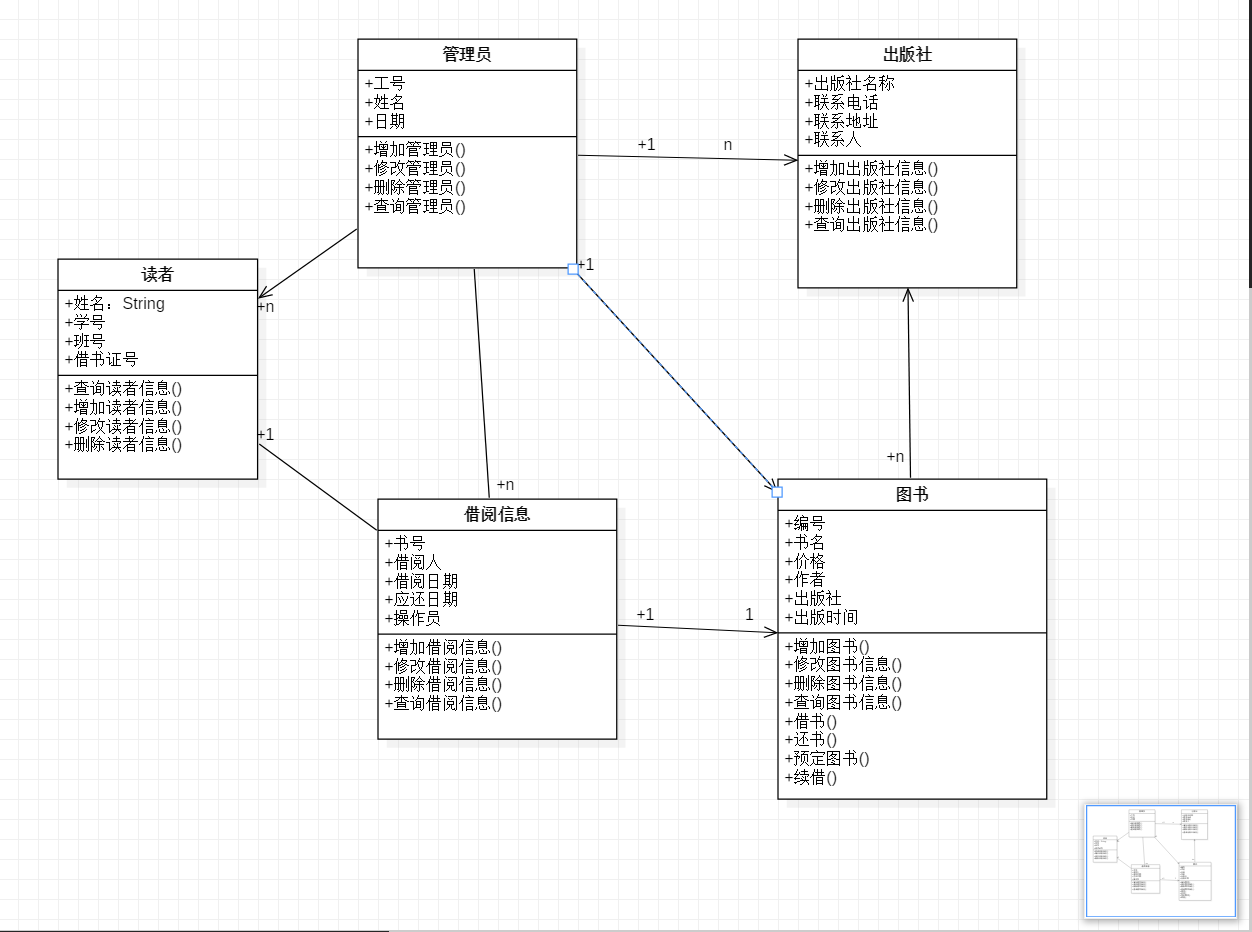 管理员
+工号
+姓名
+日期
+增加管理员()
+修改管理员()
+删除管理员()
+查询管理员()
+1
n
出版社
+出版社名称
+联系电话
+联系地址
+联系人
+增加出版社信息()
+修改出版社信息()
+删除出版社信息()
+查询出版社信息()
读者
+姓名：String
+学号
+班号
+借书证号
+查询读者信息()
+增加读者信息()
+修改读者信息()
+删除读者信息()
+n
+1
+1
+n
+n
借阅信息
+书号
+借阅人
+借阅日期
+应还日期
+操作员
+增加借阅信息()
+修改借阅信息()
+删除借阅信息()
+查询借阅信息()
+1
1
图书
+编号
+书名
+价格
+作者
+出版社
+出版时间
+增加图书()
+修改图书信息()
+删除图书信息()
+查询图书信息()
+借书()
+还书()
+预定图书()
+续借()